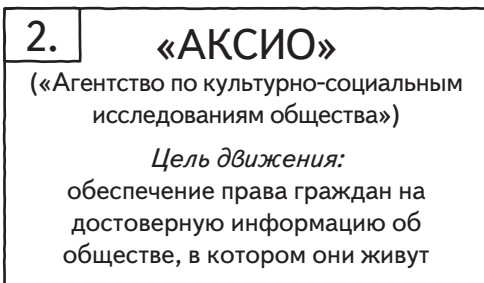 2.
«АКСИО»
(«Агентство по культурно-социальным
исследованиям общества»)
Цель движения:
обеспечение права граждан на
достоверную информацию об
обществе, в котором они живут